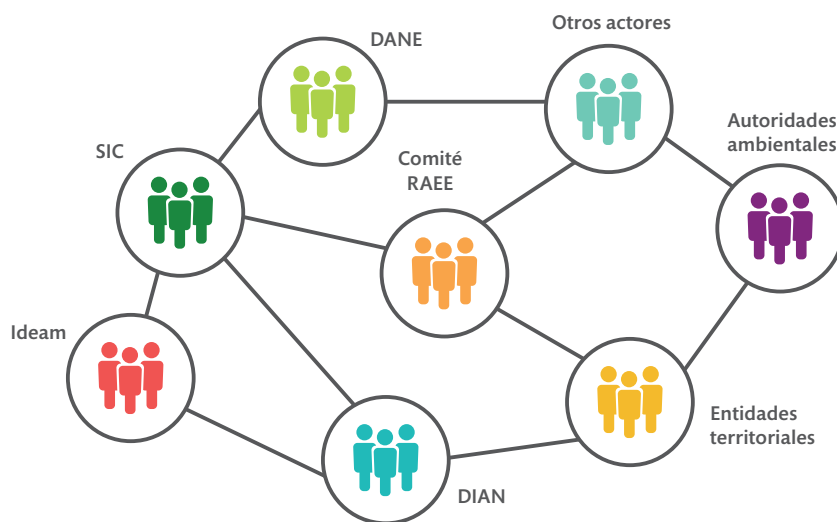 Otros actores
DANE
Autoridades
ambientales
SIC
Comité
RAEE
Ideam
Entidades
territoriales
DIAN